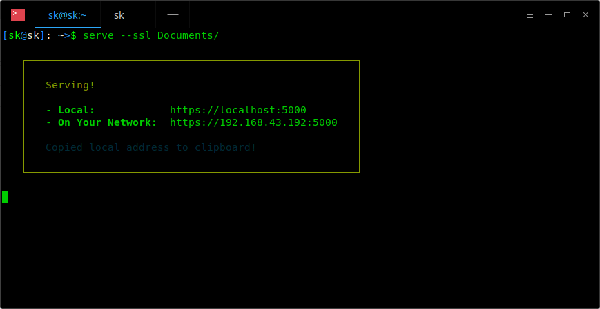 sk@sk:~ sk
[sk@sk]: ~>$ serve --ssl Documents/
Serving!
- Local: https://localhost:5000
- On Your Network: https://192.168.43.192:5000
Copied local address to clipboard!